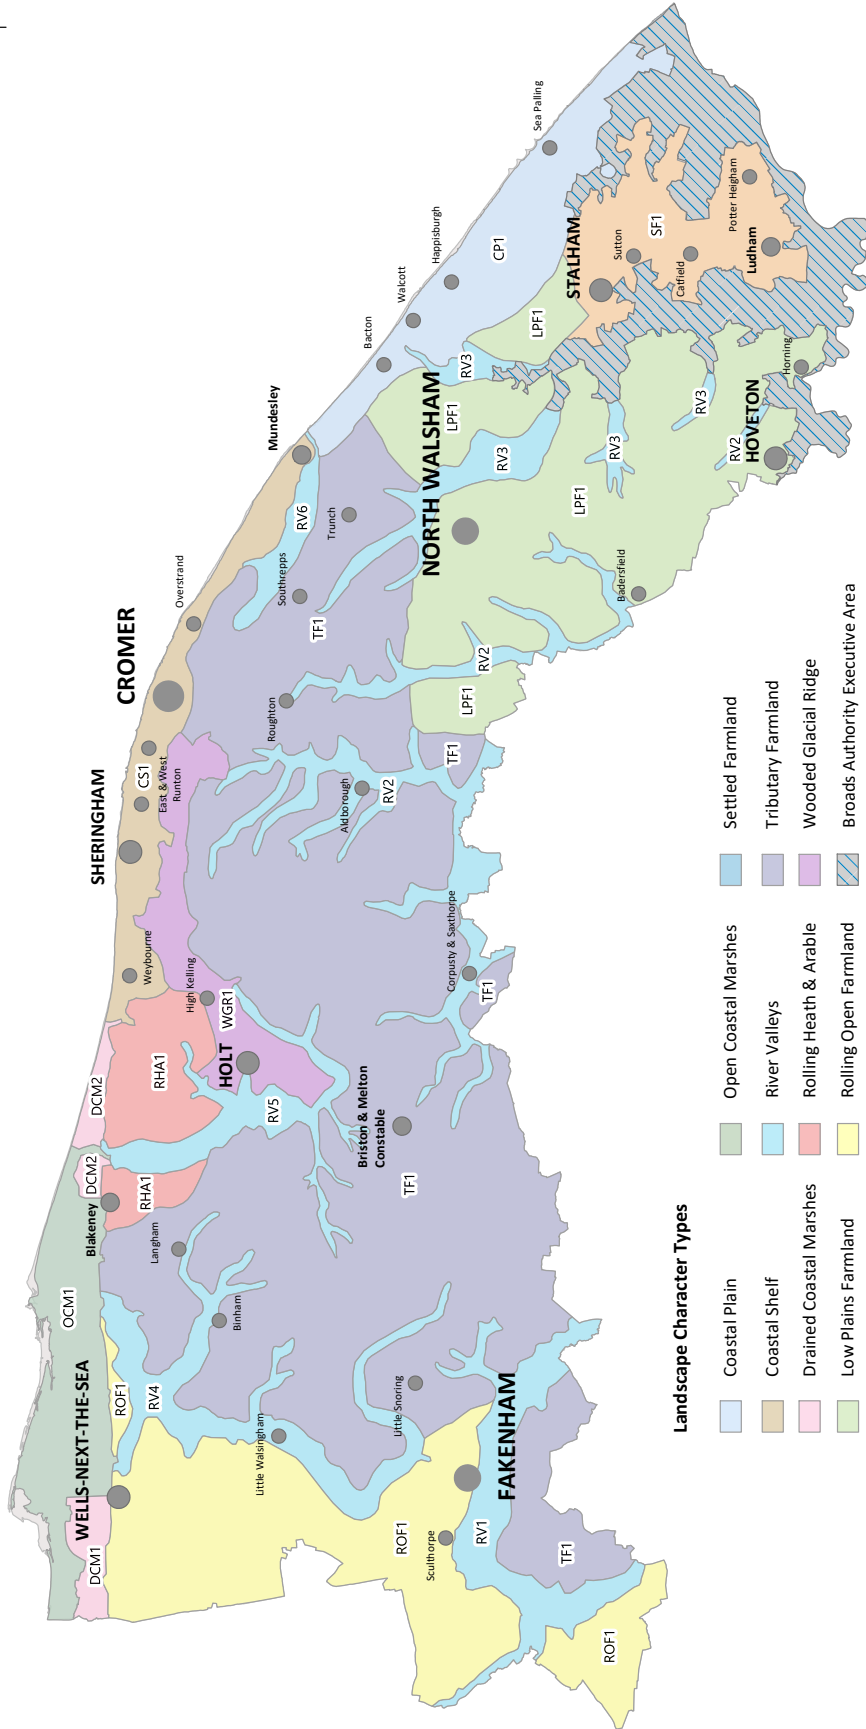 WELLS-NEXT-THE-SEA
DCM1
OCM1
ROF1
RV4
Blakeney
DCM2
DCM2
RHA1
RHA1
Langham
Binham
Little Walsingham
Little Snoring
ROF1
Sculthorpe
FAKENHAM
RV1
TF1
ROF1
Weybourne
High Kelling
WGR1
HOLT
RV5
Briston & Melton
Constable
TF1
Corpusty & Saxthorpe
TF1
SHERINGHAM
CS1
East & West
Runton
CROMER
Overstrand
Roughton
Aldborough
RV2
TF1
LPF1
RV2
TF1
Southrepps
RV6
Trunch
Mundesley
Bacton
Walcott
Happisburgh
Sea Palling
CP1
NORTH WALSHAM
LPF1
RV3
RV3
LPF1
LPF1
RV3
RV3
RV2
Badersfield
HOVETON
Horning
STALHAM
Sutton
SF1
Catfield
Ludham
Potter Heigham
Landscape Character Types
Coastal Plain
Coastal Shelf
Drained Coastal Marshes
Low Plains Farmland
Open Coastal Marshes
River Valleys
Rolling Heath & Arable
Rolling Open Farmland
Settled Farmland
Tributary Farmland
Wooded Glacial Ridge
Broads Authority Executive Area